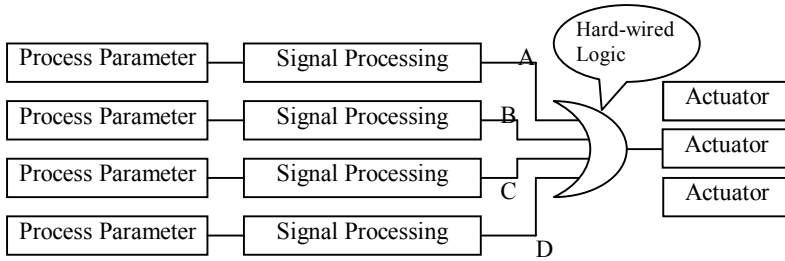 Hard-wired
Logic
Process Parameter
Signal Processing
A
Actuator
Process Parameter
Signal Processing
B
Actuator
Process Parameter
Signal Processing
C
Actuator
Process Parameter
Signal Processing
D